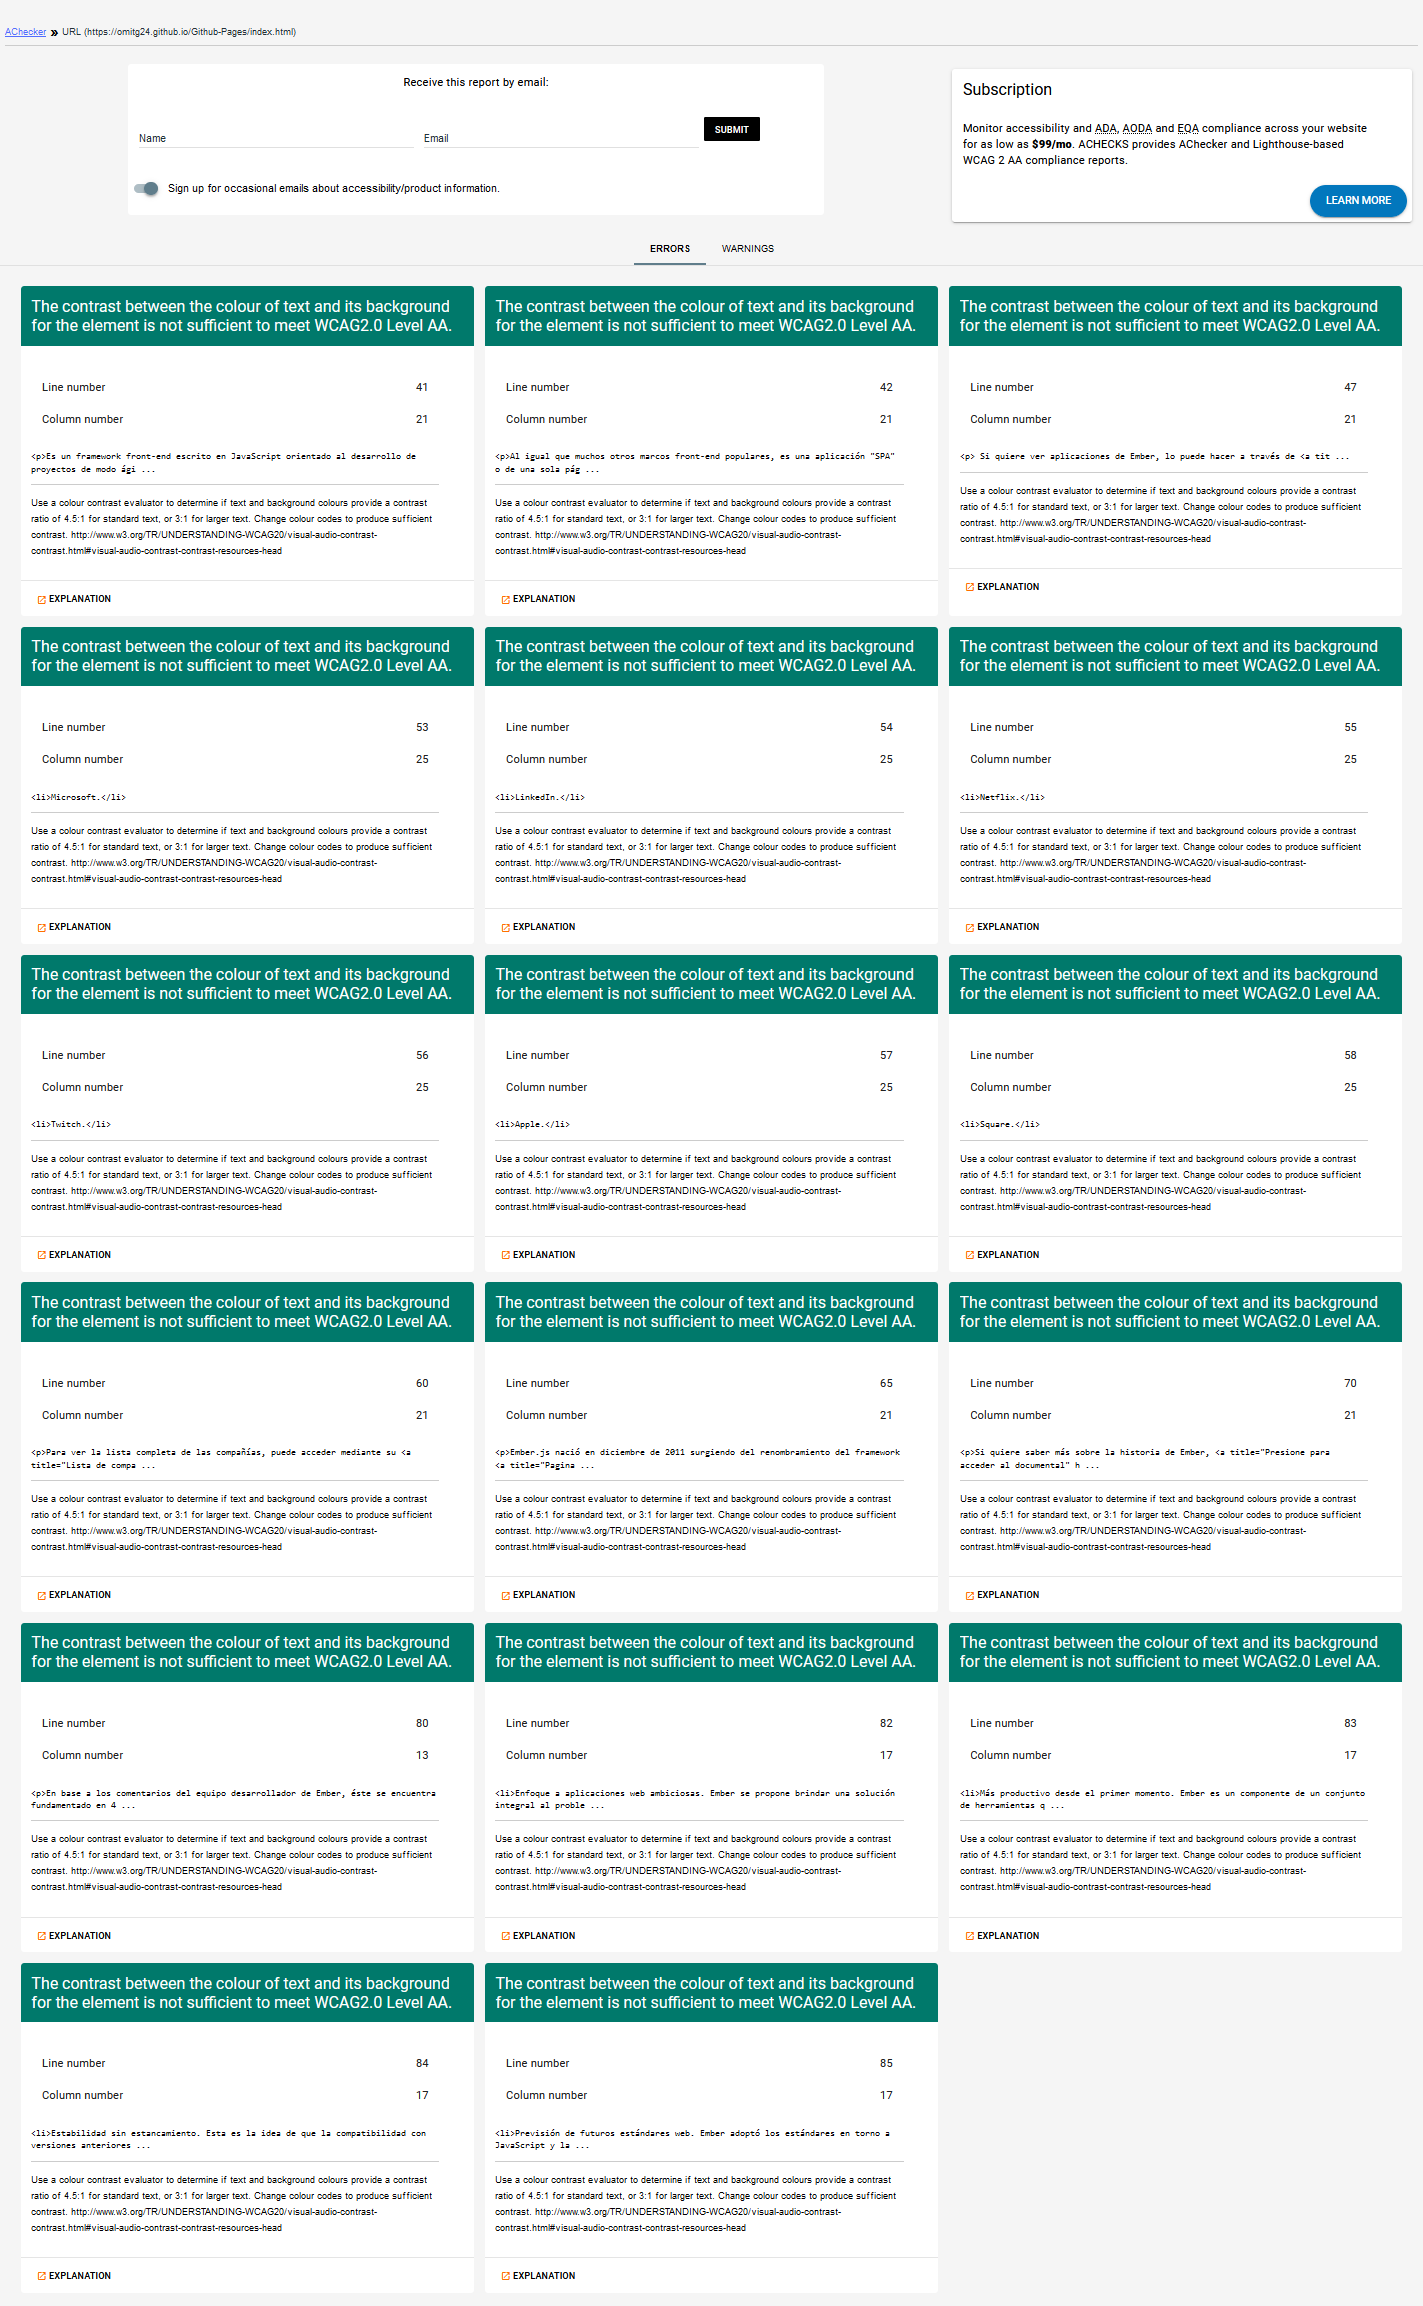 AChecker » URL (https://omitg24.github.io/Github-Pages/index.html)
Receive this report by email:
Name
Email
SUBMIT
Sign up for occasional emails about accessibility/product information.
Subscription
Monitor accessibility and ADA, AODA and EQA compliance across your website
for as low as $99/mo. ACHECKS provides AChecker and Lighthouse-based
WCAG 2 AA compliance reports.
LEARN MORE
ERRORS
WARNINGS
The contrast between the colour of text and its background
for the element is not sufficient to meet WCAG2.0 Level AA.
Line number 41
Column number 21
<p>Es un framework front-end escrito en JavaScript orientado al desarrollo de
proyectos de modo ági ...
Use a colour contrast evaluator to determine if text and background colours provide a contrast
ratio of 4.5:1 for standard text, or 3:1 for larger text. Change colour codes to produce sufficient
contrast. http://www.w3.org/TR/UNDERSTANDING-WCAG20/visual-audio-contrast-
contrast.html#visual-audio-contrast-contrast-resources-head
EXPLANATION
The contrast between the colour of text and its background
for the element is not sufficient to meet WCAG2.0 Level AA.
Line number 42
Column number 21
<p>Al igual que muchos otros marcos front-end populares, es una aplicación "SPA"
o de una sola pág ...
Use a colour contrast evaluator to determine if text and background colours provide a contrast
ratio of 4.5:1 for standard text, or 3:1 for larger text. Change colour codes to produce sufficient
contrast. http://www.w3.org/TR/UNDERSTANDING-WCAG20/visual-audio-contrast-
contrast.html#visual-audio-contrast-contrast-resources-head
EXPLANATION
The contrast between the colour of text and its background
for the element is not sufficient to meet WCAG2.0 Level AA.
Line number 47
Column number 21
<p> Si quiere ver aplicaciones de Ember, lo puede hacer a través de <a tit ...
Use a colour contrast evaluator to determine if text and background colours provide a contrast
ratio of 4.5:1 for standard text, or 3:1 for larger text. Change colour codes to produce sufficient
contrast. http://www.w3.org/TR/UNDERSTANDING-WCAG20/visual-audio-contrast-
contrast.html#visual-audio-contrast-contrast-resources-head
EXPLANATION
The contrast between the colour of text and its background
for the element is not sufficient to meet WCAG2.0 Level AA.
Line number 53
Column number 25
<li>Microsoft.</li>
Use a colour contrast evaluator to determine if text and background colours provide a contrast
ratio of 4.5:1 for standard text, or 3:1 for larger text. Change colour codes to produce sufficient
contrast. http://www.w3.org/TR/UNDERSTANDING-WCAG20/visual-audio-contrast-
contrast.html#visual-audio-contrast-contrast-resources-head
EXPLANATION
The contrast between the colour of text and its background
for the element is not sufficient to meet WCAG2.0 Level AA.
Line number 54
Column number 25
<li>LinkedIn.</li>
Use a colour contrast evaluator to determine if text and background colours provide a contrast
ratio of 4.5:1 for standard text, or 3:1 for larger text. Change colour codes to produce sufficient
contrast. http://www.w3.org/TR/UNDERSTANDING-WCAG20/visual-audio-contrast-
contrast.html#visual-audio-contrast-contrast-resources-head
EXPLANATION
The contrast between the colour of text and its background
for the element is not sufficient to meet WCAG2.0 Level AA.
Line number 55
Column number 25
<li>Netflix.</li>
Use a colour contrast evaluator to determine if text and background colours provide a contrast
ratio of 4.5:1 for standard text, or 3:1 for larger text. Change colour codes to produce sufficient
contrast. http://www.w3.org/TR/UNDERSTANDING-WCAG20/visual-audio-contrast-
contrast.html#visual-audio-contrast-contrast-resources-head
EXPLANATION
The contrast between the colour of text and its background
for the element is not sufficient to meet WCAG2.0 Level AA.
Line number 56
Column number 25
<li>Twitch.</li>
Use a colour contrast evaluator to determine if text and background colours provide a contrast
ratio of 4.5:1 for standard text, or 3:1 for larger text. Change colour codes to produce sufficient
contrast. http://www.w3.org/TR/UNDERSTANDING-WCAG20/visual-audio-contrast-
contrast.html#visual-audio-contrast-contrast-resources-head
EXPLANATION
The contrast between the colour of text and its background
for the element is not sufficient to meet WCAG2.0 Level AA.
Line number 57
Column number 25
<li>Apple.</li>
Use a colour contrast evaluator to determine if text and background colours provide a contrast
ratio of 4.5:1 for standard text, or 3:1 for larger text. Change colour codes to produce sufficient
contrast. http://www.w3.org/TR/UNDERSTANDING-WCAG20/visual-audio-contrast-
contrast.html#visual-audio-contrast-contrast-resources-head
EXPLANATION
The contrast between the colour of text and its background
for the element is not sufficient to meet WCAG2.0 Level AA.
Line number 58
Column number 25
<li>Square.</li>
Use a colour contrast evaluator to determine if text and background colours provide a contrast
ratio of 4.5:1 for standard text, or 3:1 for larger text. Change colour codes to produce sufficient
contrast. http://www.w3.org/TR/UNDERSTANDING-WCAG20/visual-audio-contrast-
contrast.html#visual-audio-contrast-contrast-resources-head
EXPLANATION
The contrast between the colour of text and its background
for the element is not sufficient to meet WCAG2.0 Level AA.
Line number 60
Column number 21
<p>Para ver la lista completa de las compañías, puede acceder mediante su <a
title="Lista de compa ...
Use a colour contrast evaluator to determine if text and background colours provide a contrast
ratio of 4.5:1 for standard text, or 3:1 for larger text. Change colour codes to produce sufficient
contrast. http://www.w3.org/TR/UNDERSTANDING-WCAG20/visual-audio-contrast-
contrast.html#visual-audio-contrast-contrast-resources-head
EXPLANATION
The contrast between the colour of text and its background
for the element is not sufficient to meet WCAG2.0 Level AA.
Line number 65
Column number 21
<p>Ember.js nació en diciembre de 2011 surgiendo del renombramiento del framework
<a title="Pagina ...
Use a colour contrast evaluator to determine if text and background colours provide a contrast
ratio of 4.5:1 for standard text, or 3:1 for larger text. Change colour codes to produce sufficient
contrast. http://www.w3.org/TR/UNDERSTANDING-WCAG20/visual-audio-contrast-
contrast.html#visual-audio-contrast-contrast-resources-head
EXPLANATION
The contrast between the colour of text and its background
for the element is not sufficient to meet WCAG2.0 Level AA.
Line number 70
Column number 21
<p>Si quiere saber más sobre la historia de Ember, <a title="Presione para
acceder al documental" h ...
Use a colour contrast evaluator to determine if text and background colours provide a contrast
ratio of 4.5:1 for standard text, or 3:1 for larger text. Change colour codes to produce sufficient
contrast. http://www.w3.org/TR/UNDERSTANDING-WCAG20/visual-audio-contrast-
contrast.html#visual-audio-contrast-contrast-resources-head
EXPLANATION
The contrast between the colour of text and its background
for the element is not sufficient to meet WCAG2.0 Level AA.
Line number 80
Column number 13
<p>En base a los comentarios del equipo desarrollador de Ember, éste se encuentra
fundamentado en 4 ...
Use a colour contrast evaluator to determine if text and background colours provide a contrast
ratio of 4.5:1 for standard text, or 3:1 for larger text. Change colour codes to produce sufficient
contrast. http://www.w3.org/TR/UNDERSTANDING-WCAG20/visual-audio-contrast-
contrast.html#visual-audio-contrast-contrast-resources-head
EXPLANATION
The contrast between the colour of text and its background
for the element is not sufficient to meet WCAG2.0 Level AA.
Line number 82
Column number 17
<li>Enfoque a aplicaciones web ambiciosas. Ember se propone brindar una solución
integral al proble ...
Use a colour contrast evaluator to determine if text and background colours provide a contrast
ratio of 4.5:1 for standard text, or 3:1 for larger text. Change colour codes to produce sufficient
contrast. http://www.w3.org/TR/UNDERSTANDING-WCAG20/visual-audio-contrast-
contrast.html#visual-audio-contrast-contrast-resources-head
EXPLANATION
The contrast between the colour of text and its background
for the element is not sufficient to meet WCAG2.0 Level AA.
Line number 83
Column number 17
<li>Más productivo desde el primer momento. Ember es un componente de un conjunto
de herramientas q ...
Use a colour contrast evaluator to determine if text and background colours provide a contrast
ratio of 4.5:1 for standard text, or 3:1 for larger text. Change colour codes to produce sufficient
contrast. http://www.w3.org/TR/UNDERSTANDING-WCAG20/visual-audio-contrast-
contrast.html#visual-audio-contrast-contrast-resources-head
EXPLANATION
The contrast between the colour of text and its background
for the element is not sufficient to meet WCAG2.0 Level AA.
Line number 84
Column number 17
<li>Estabilidad sin estancamiento. Esta es la idea de que la compatibilidad con
versiones anteriores ...
Use a colour contrast evaluator to determine if text and background colours provide a contrast
ratio of 4.5:1 for standard text, or 3:1 for larger text. Change colour codes to produce sufficient
contrast. http://www.w3.org/TR/UNDERSTANDING-WCAG20/visual-audio-contrast-
contrast.html#visual-audio-contrast-contrast-resources-head
EXPLANATION
The contrast between the colour of text and its background
for the element is not sufficient to meet WCAG2.0 Level AA.
Line number 85
Column number 17
<li>Previsión de futuros estándares web. Ember adoptó los estándares en torno a
JavaScript y la ...
Use a colour contrast evaluator to determine if text and background colours provide a contrast
ratio of 4.5:1 for standard text, or 3:1 for larger text. Change colour codes to produce sufficient
contrast. http://www.w3.org/TR/UNDERSTANDING-WCAG20/visual-audio-contrast-
contrast.html#visual-audio-contrast-contrast-resources-head
EXPLANATION